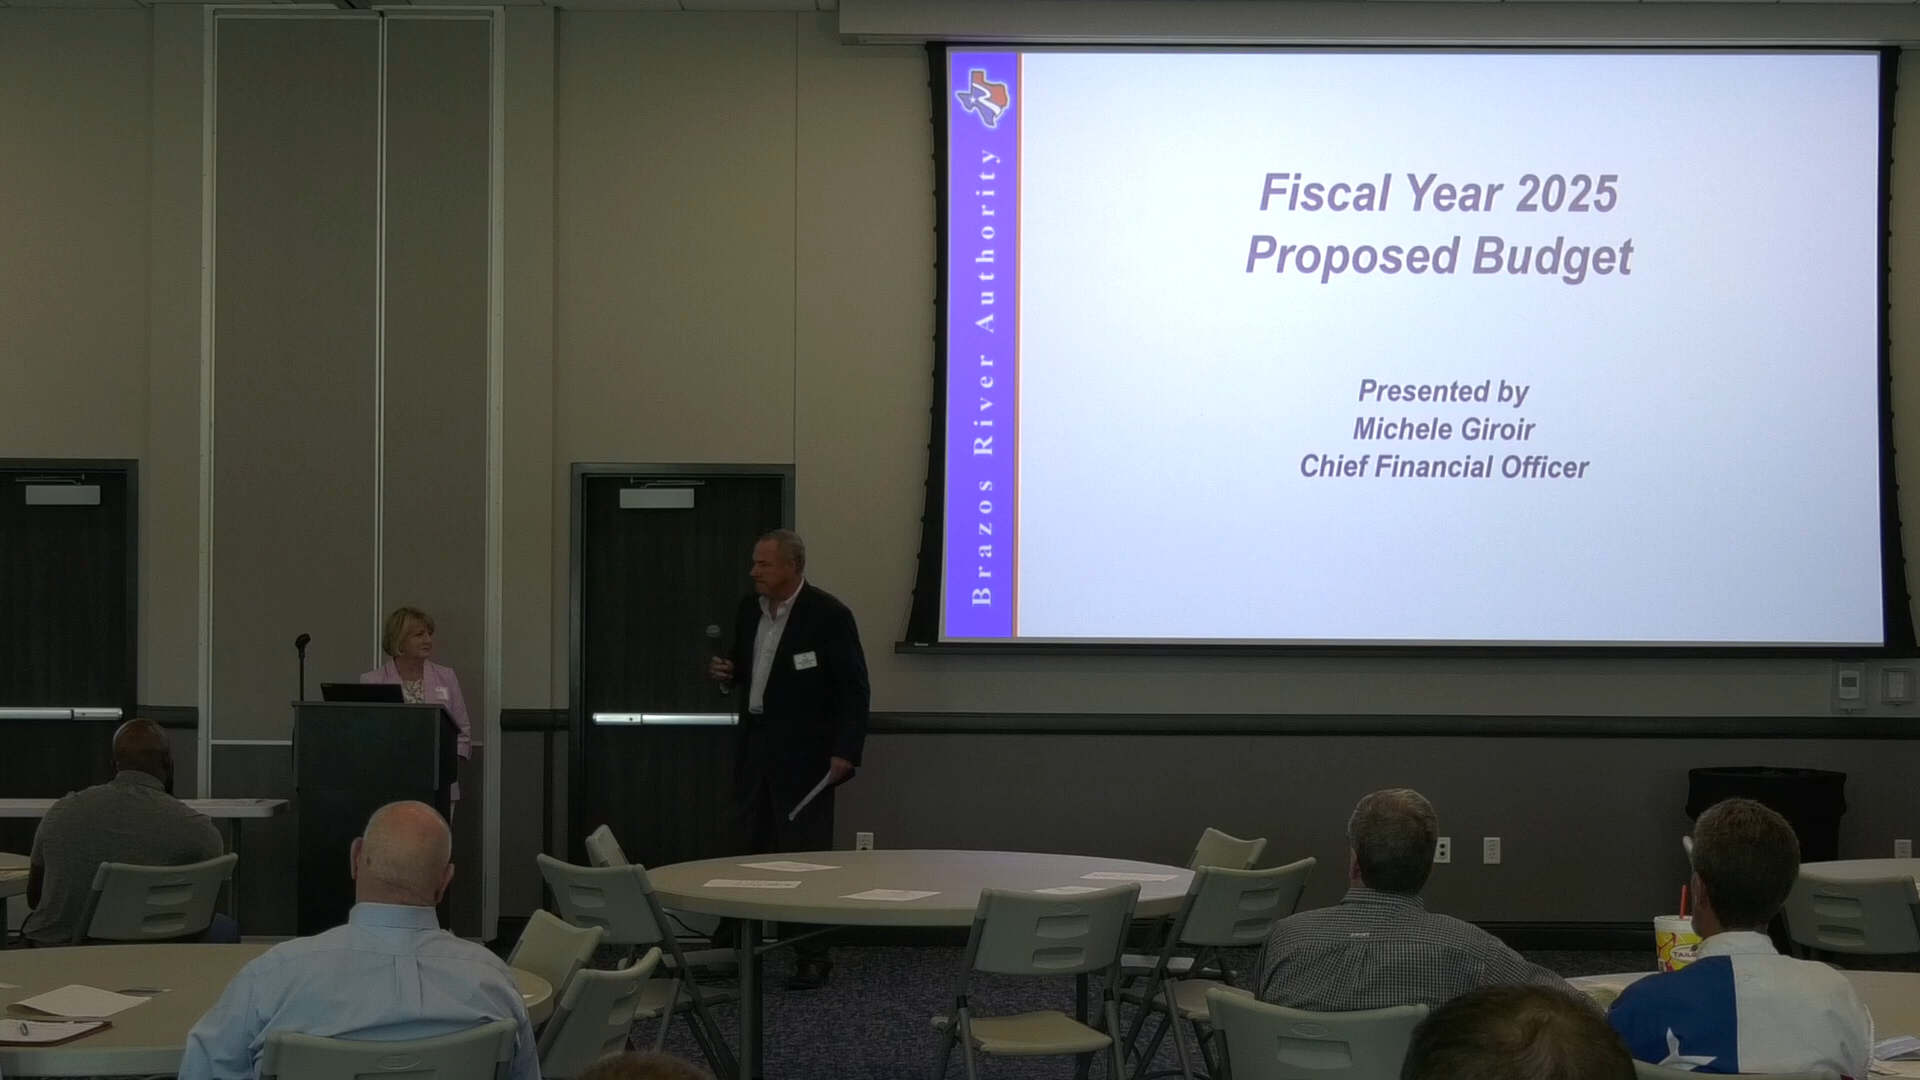 Brazos River Authority
Fiscal Year 2025
Proposed Budget
Presented by
Michele Giroir
Chief Financial Officer